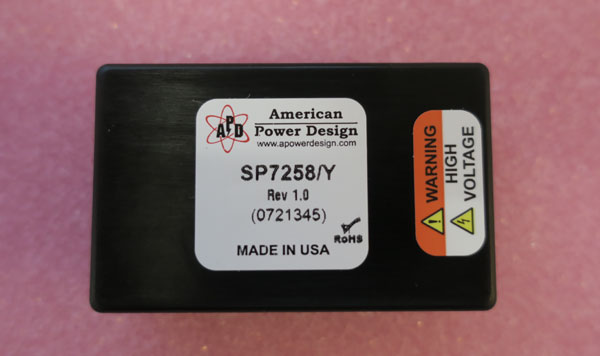 APD
American
Power Design
www.apowerdesign.com
SP7258/Y
Rev 1.0
(0721345)
RoHS
MADE IN USA
WARNING
HIGH
VOLTAGE